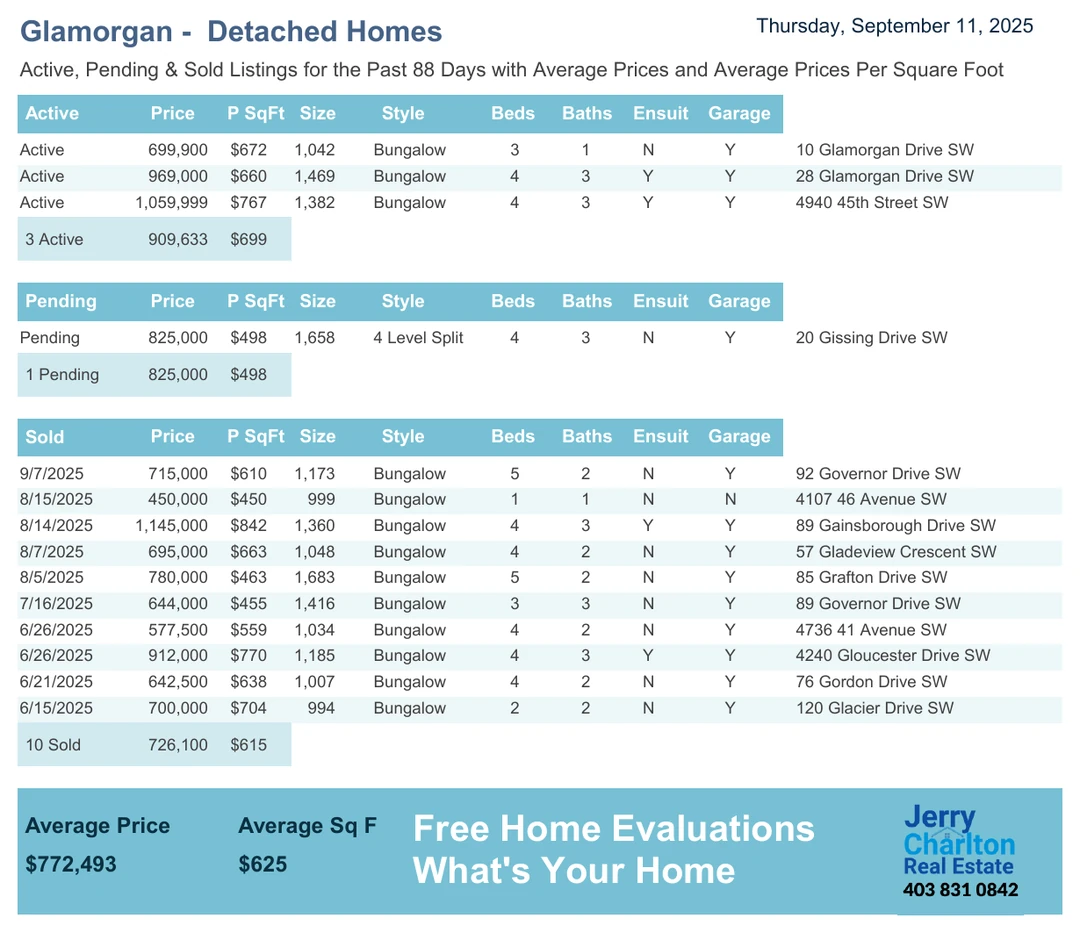 Glamorgan - Detached Homes
Thursday, September 11, 2025
Active, Pending & Sold Listings for the Past 88 Days with Average Prices and Average Prices Per Square Foot
Active Price P SqFt Size Style Beds Baths Ensuit Garage
Active 699,900 $672 1,042 Bungalow 3 1 N Y 10 Glamorgan Drive SW
Active 969,000 $660 1,469 Bungalow 4 3 Y Y 28 Glamorgan Drive SW
Active 1,059,999 $767 1,382 Bungalow 4 3 Y Y 4940 45th Street SW
3 Active 909,633 $699
Pending Price P SqFt Size Style Beds Baths Ensuit Garage
Pending 825,000 $498 1,658 4 Level Split 4 3 N Y 20 Gissing Drive SW
1 Pending 825,000 $498
Sold Price P SqFt Size Style Beds Baths Ensuit Garage
9/7/2025 715,000 $610 1,173 Bungalow 5 2 N Y 92 Governor Drive SW
8/15/2025 450,000 $450 999 Bungalow 1 1 N N 4107 46 Avenue SW
8/14/2025 1,145,000 $842 1,360 Bungalow 4 3 Y Y 89 Gainsborough Drive SW
8/7/2025 695,000 $663 1,048 Bungalow 4 2 N Y 57 Gladeview Crescent SW
8/5/2025 780,000 $463 1,683 Bungalow 5 2 N Y 85 Grafton Drive SW
7/16/2025 644,000 $455 1,416 Bungalow 3 3 N Y 89 Governor Drive SW
6/26/2025 577,500 $559 1,034 Bungalow 4 2 N Y 4736 41 Avenue SW
6/26/2025 912,000 $770 1,185 Bungalow 4 3 Y Y 4240 Gloucester Drive SW
6/21/2025 642,500 $638 1,007 Bungalow 4 2 N Y 76 Gordon Drive SW
6/15/2025 700,000 $704 994 Bungalow 2 2 N Y 120 Glacier Drive SW
10 Sold 726,100 $615
Average Price Average Sq F
$772,493 $625
Free Home Evaluations
What's Your Home
Jerry
Charlton
Real Estate
403 831 0842